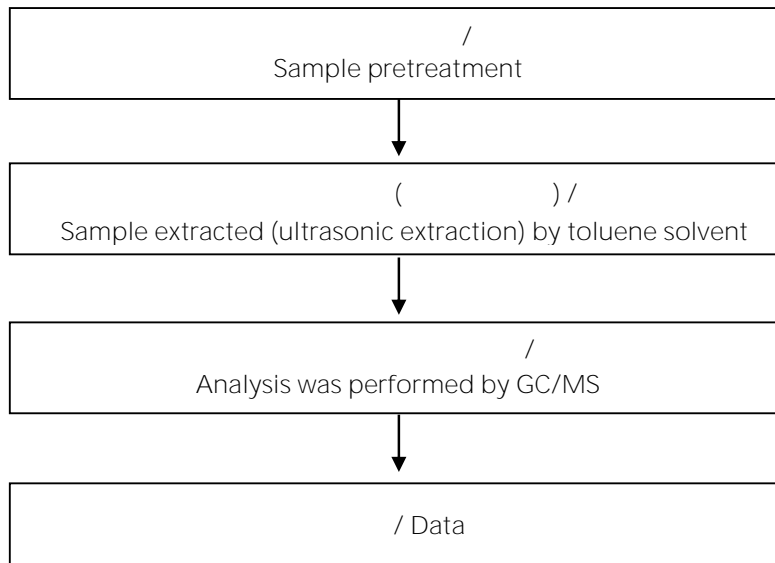 /
Sample pretreatment
( ) /
Sample extracted (ultrasonic extraction) by toluene solvent
/
Analysis was performed by GC/MS
/ Data